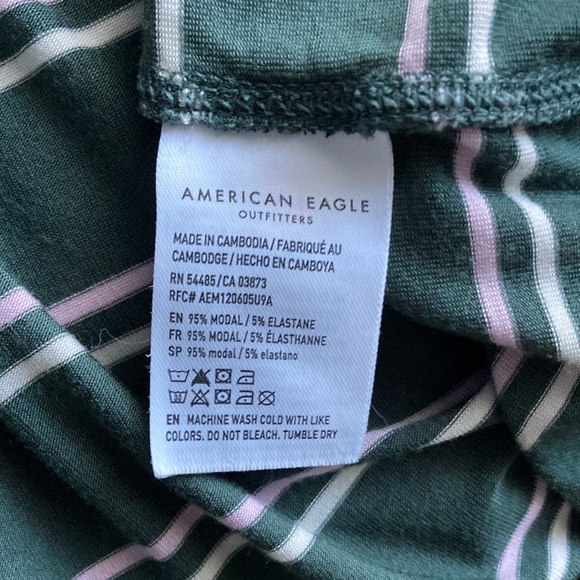 AMERICAN EAGLE
OUTFITTERS
MADE IN CAMBODIA / FABRIQUÉ AU
CAMBODGE / HECHO EN CAMBOYA
RN 54485 / CA 03873
RFC# AEM120605U9A
EN 95% MODAL / 5% ELASTANE
FR 95% MODAL / 5% ÉLASTHANNE
SP 95% modal / 5% elastano
EN MACHINE WASH COLD WITH LIKE
COLORS. DO NOT BLEACH. TUMBLE DRY